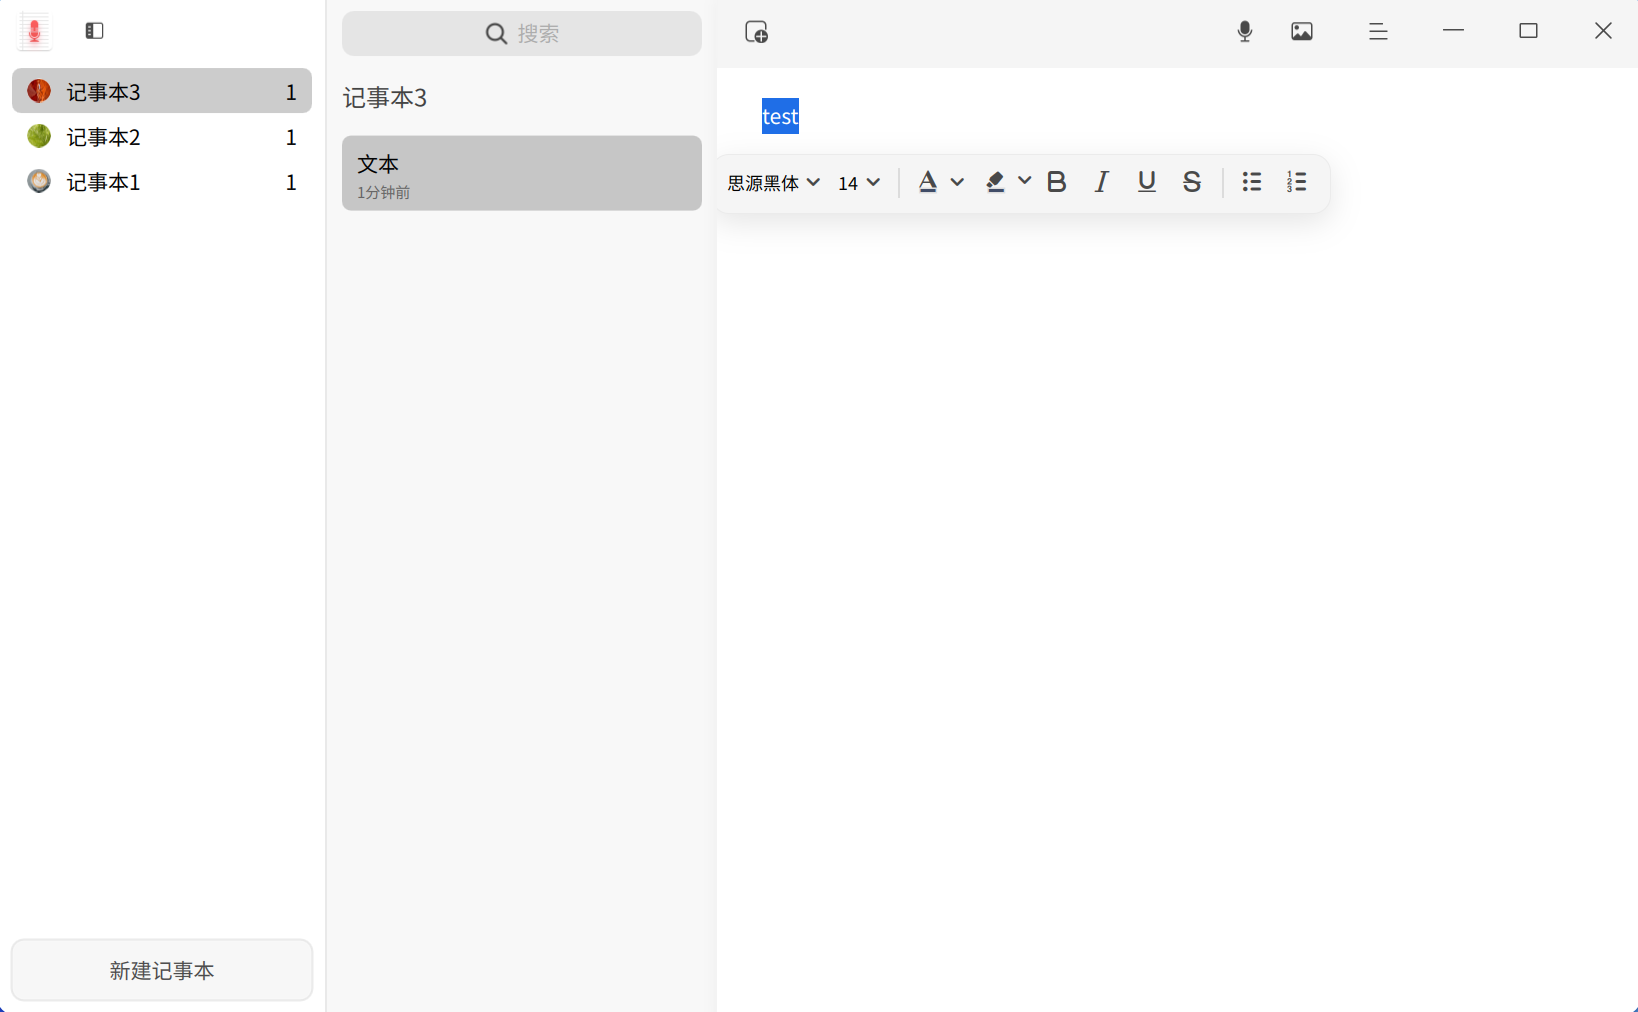 记事本3 1
记事本2 1
记事本1 1
新建记事本
搜索
记事本3
文本
1分钟前
test
思源黑体 14